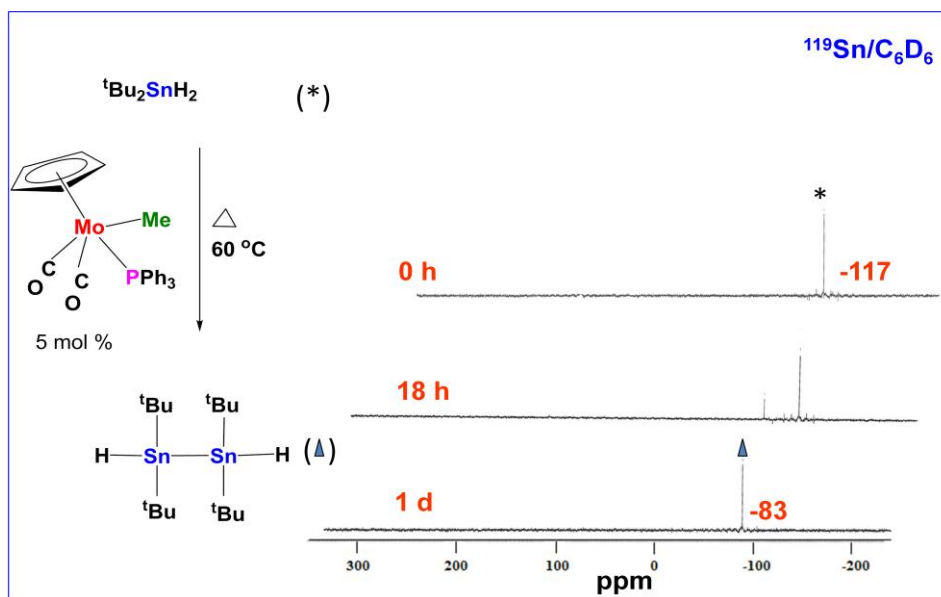 ¹¹⁹Sn/C₆D₆
ᵗBu₂SnH₂
(*)
Mo
Me
C
O
C
O
PPh₃
△
60 °C
5 mol %
ᵗBu ᵗBu
H Sn Sn H
ᵗBu ᵗBu
( )
*
0 h
-117
18 h
1 d
-83
300 200 100 0 -100 -200
ppm